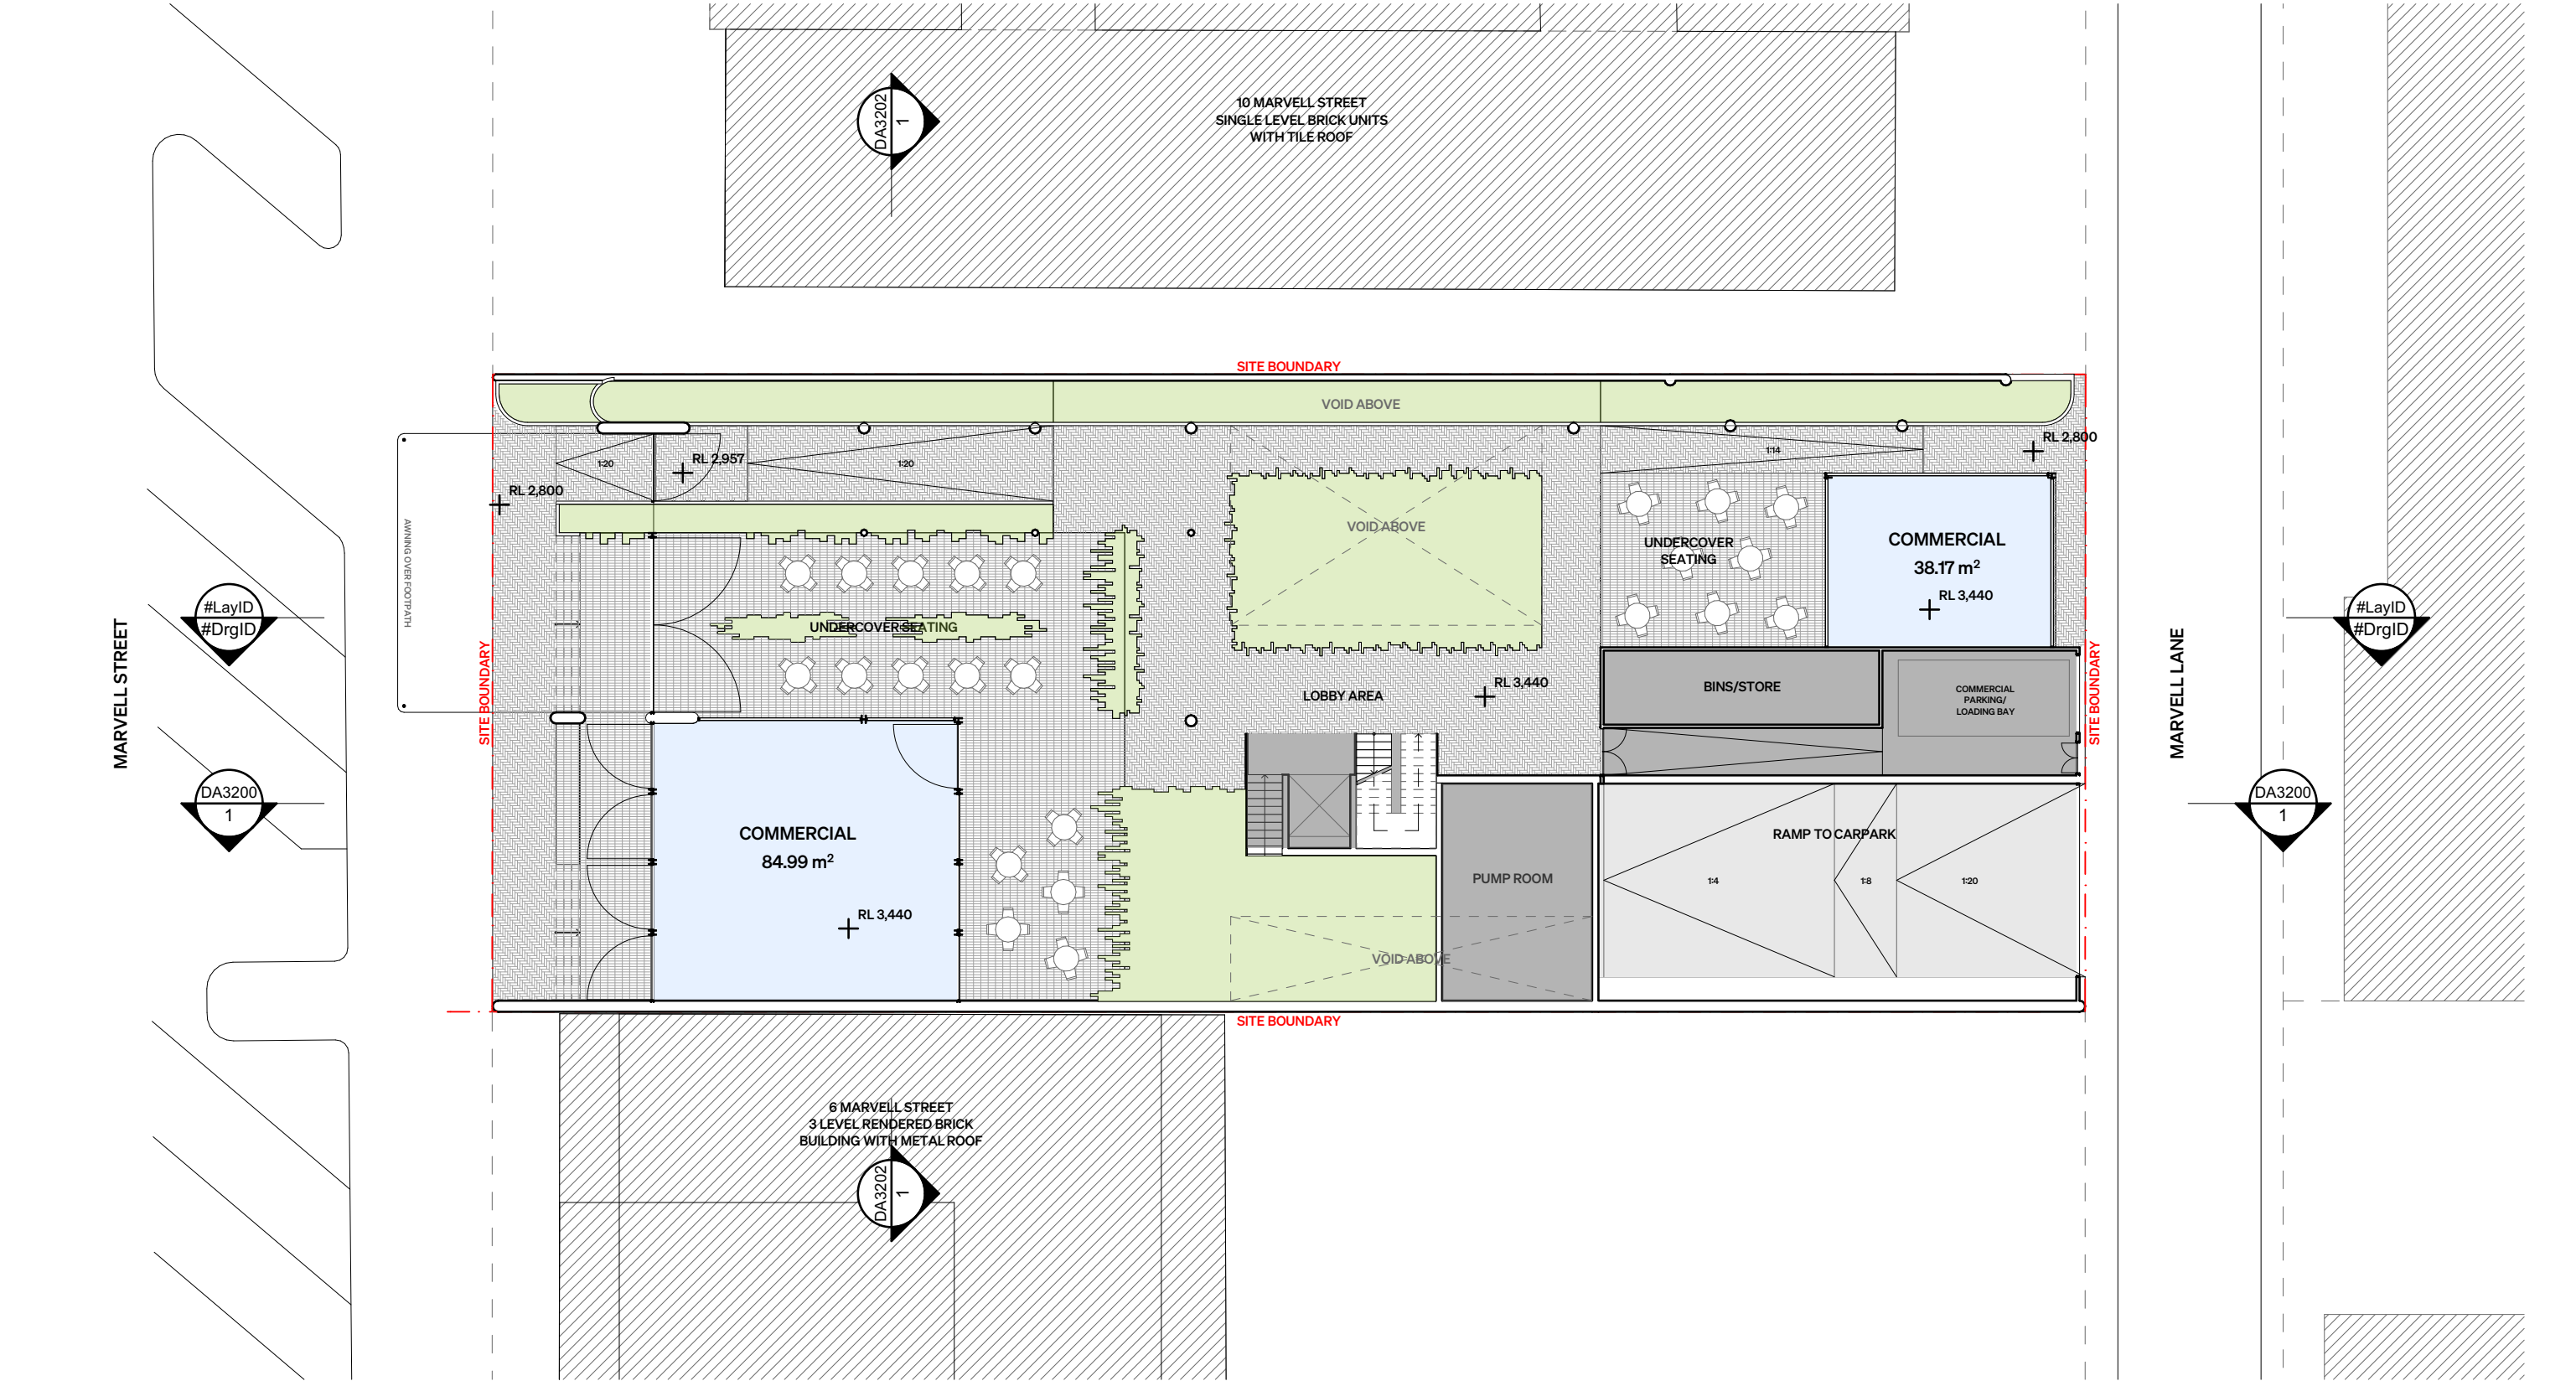 DA3202
1
10 MARVELL STREET
SINGLE LEVEL BRICK UNITS
WITH TILE ROOF
SITE BOUNDARY
VOID ABOVE
RL 2,800
1:20
RL 2,957
1:20
1:14
RL 2,800
AWNING OVER FOOTPATH
VOID ABOVE
UNDERCOVER
SEATING
COMMERCIAL
38.17 m²
RL 3,440
#LayID
#DrgID
#LayID
#DrgID
UNDERCOVER SEATING
MARVELL STREET
SITE BOUNDARY
LOBBY AREA
RL 3,440
BINS/STORE
COMMERCIAL
PARKING/
LOADING BAY
SITE BOUNDARY
MARVELL LANE
DA3200
1
DA3200
1
COMMERCIAL
84.99 m²
RL 3,440
RAMP TO CARPARK
PUMP ROOM
1:4
1:8
1:20
VOID ABOVE
SITE BOUNDARY
6 MARVELL STREET
3 LEVEL RENDERED BRICK
BUILDING WITH METAL ROOF
DA3202
1